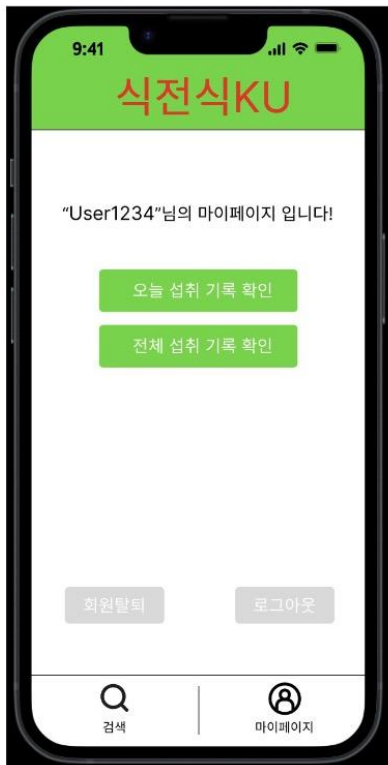 9:41
식전식KU
“User1234”님의 마이페이지 입니다!
오늘 섭취 기록 확인
전체 섭취 기록 확인
회원탈퇴 로그아웃
검색 마이페이지